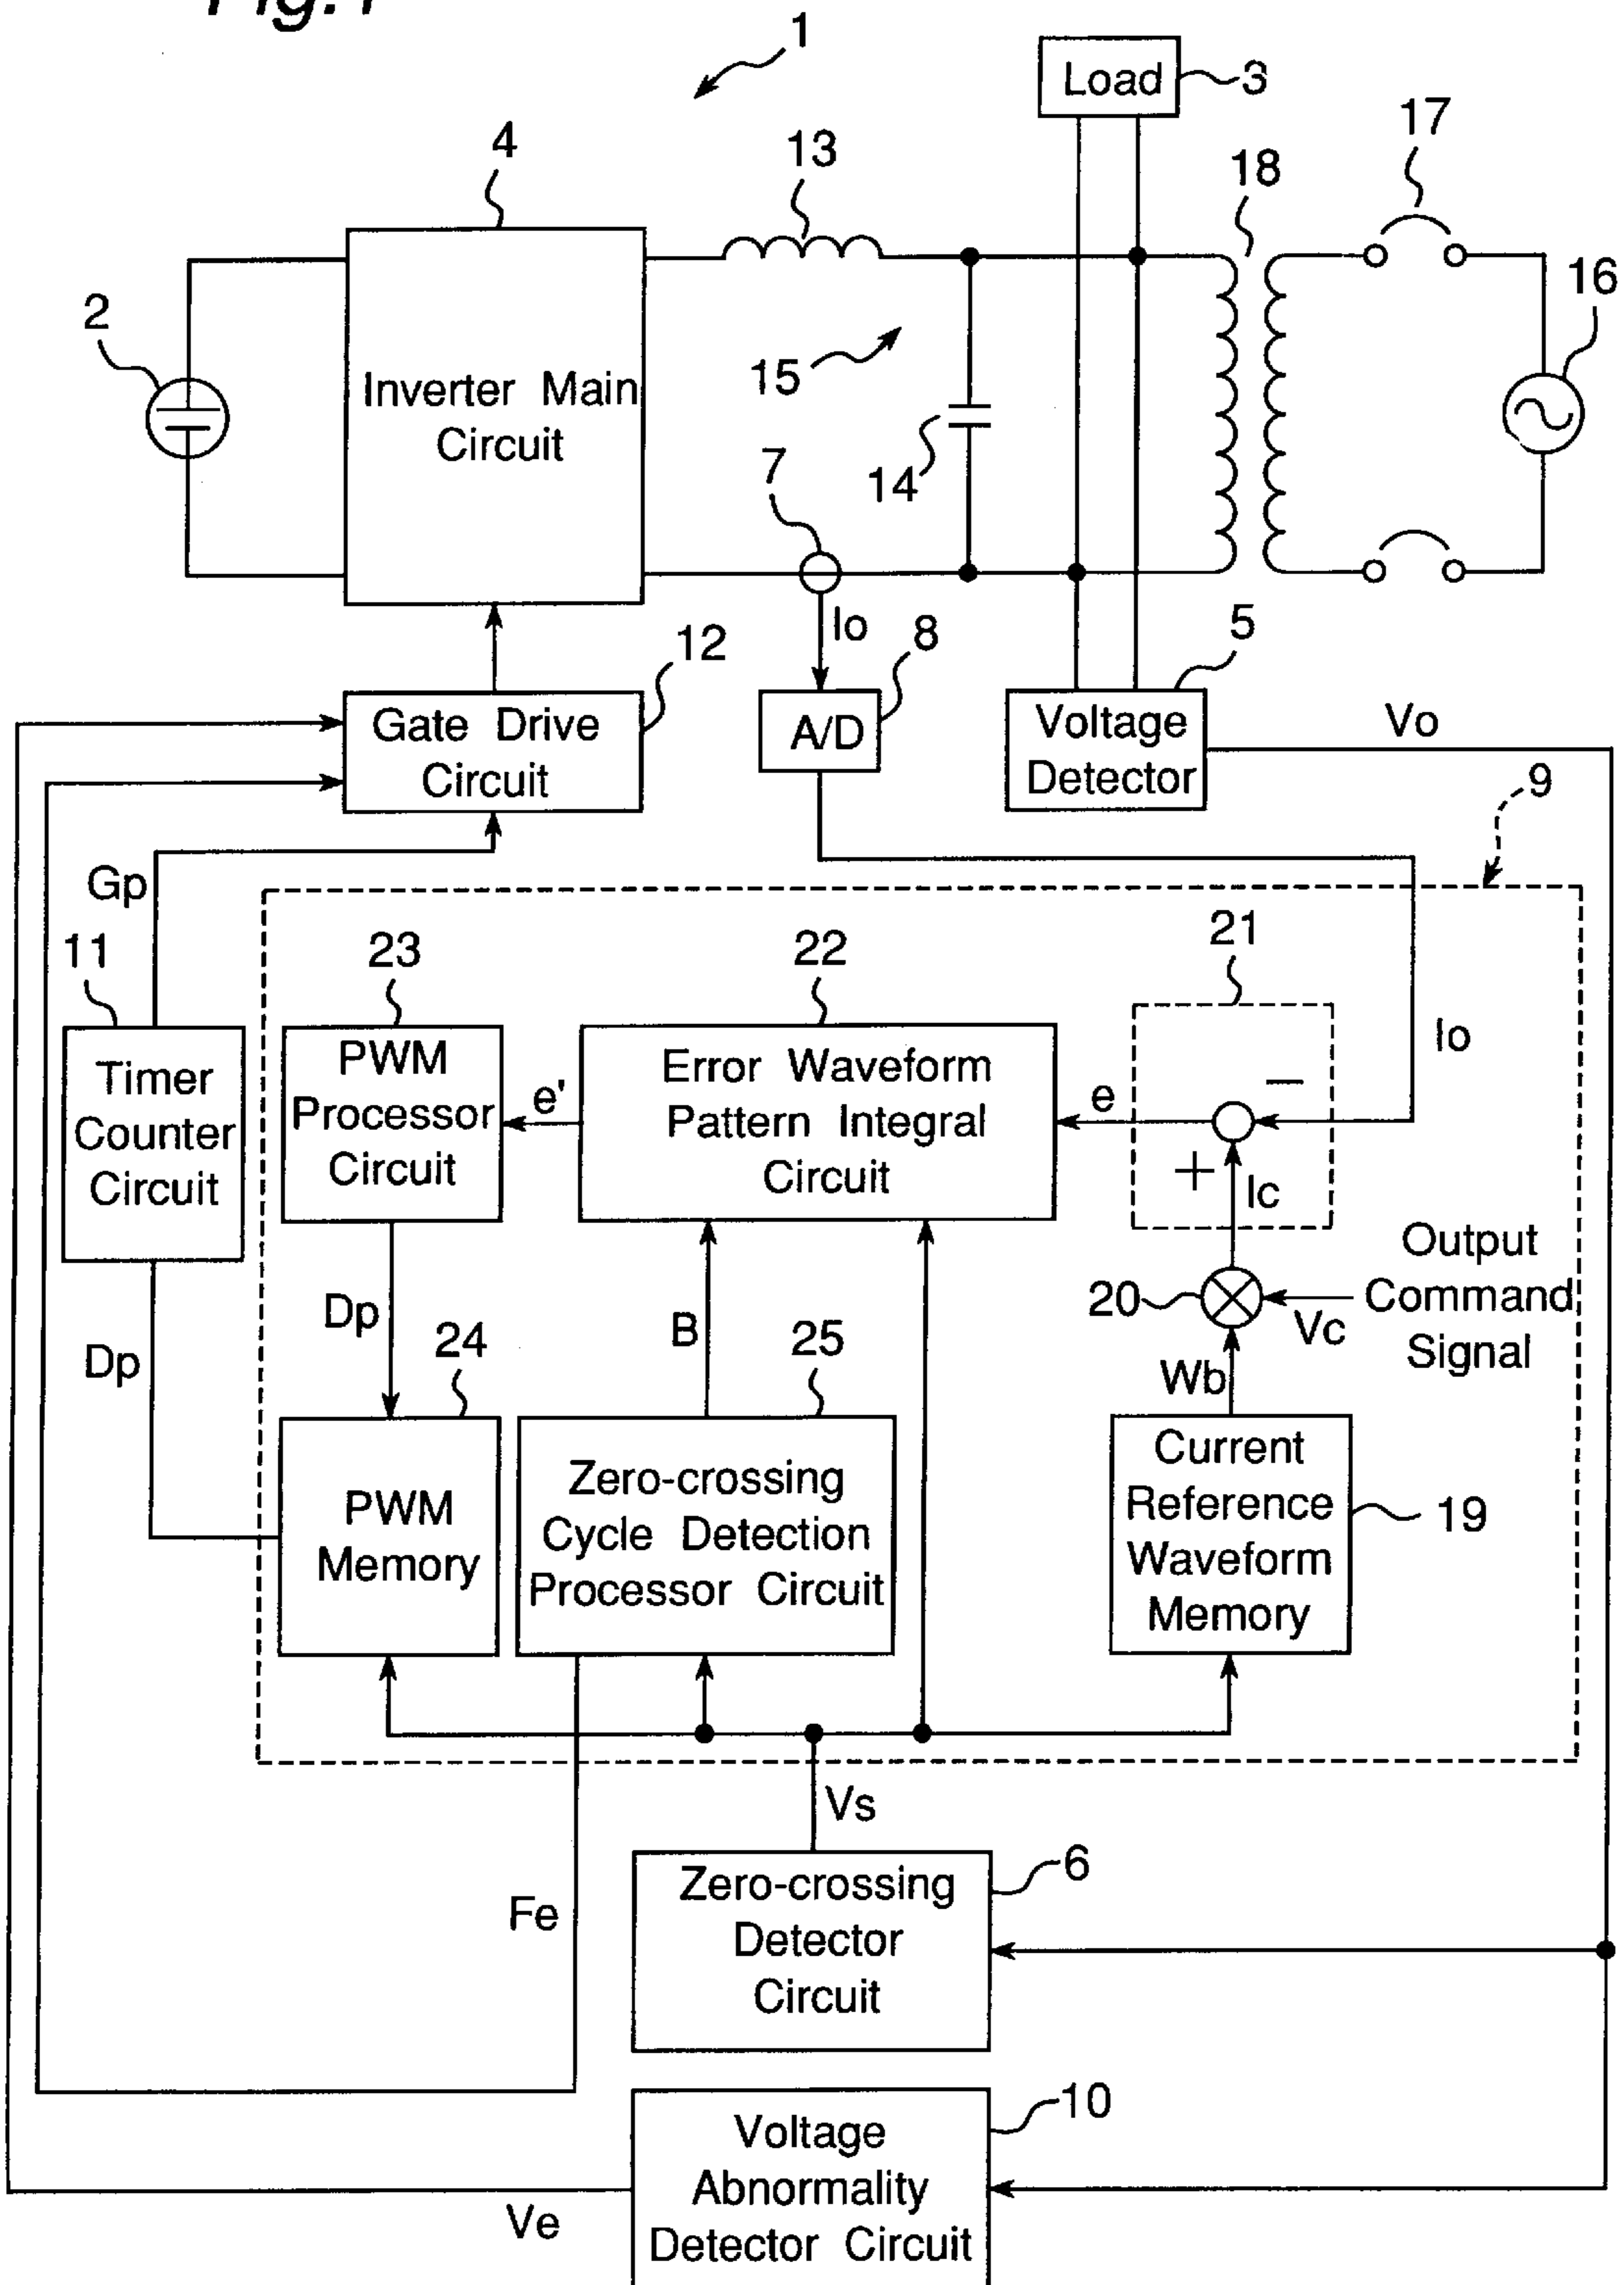 Fig.1
1
Load
3
17
4
13
18
16
2
Inverter Main
Circuit
15
14
7
Io
8
5
12
Gate Drive
Circuit
A/D
Voltage
Detector
Vo
9
Gp
11
23
22
21
Io
Timer
Counter
Circuit
PWM
Processor
Circuit
e'
Error Waveform
Pattern Integral
Circuit
e
−
+
Ic
Output
Command
Signal
20
Vc
Dp
Dp
24
B
25
Wb
PWM
Memory
Zero-crossing
Cycle Detection
Processor Circuit
Current
Reference
Waveform
Memory
19
Vs
Fe
Zero-crossing
Detector
Circuit
6
10
Voltage
Abnormality
Detector Circuit
Ve